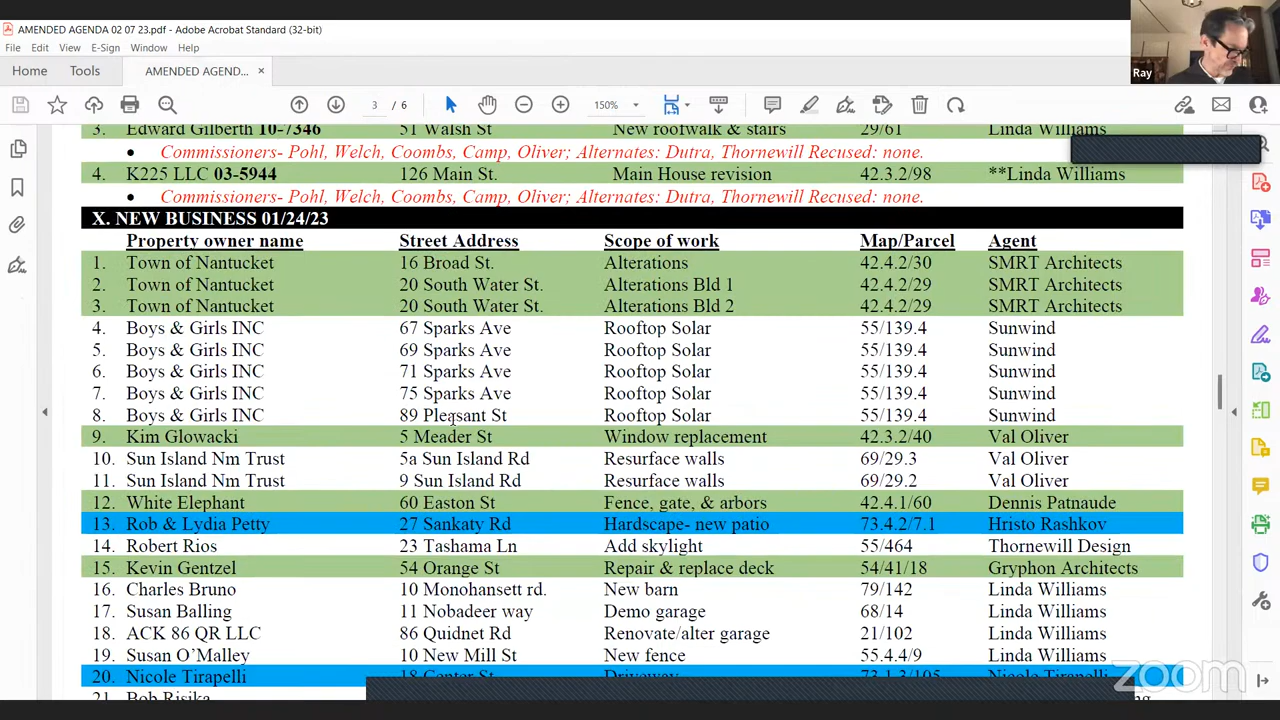 AMENDED AGENDA 02 07 23.pdf - Adobe Acrobat Standard (32-bit)
File Edit View E-Sign Window Help
Home Tools AMENDED AGEND... ×
3 / 6 150%
Ray
3. Edward Gilberth 10-7346 51 Walsh St New roofwalk & stairs 29/61 Linda Williams
• Commissioners- Pohl, Welch, Coombs, Camp, Oliver; Alternates: Dutra, Thornewill Recused: none.
4. K225 LLC 03-5944 126 Main St. Main House revision 42.3.2/98 **Linda Williams
• Commissioners- Pohl, Welch, Coombs, Camp, Oliver; Alternates: Dutra, Thornewill Recused: none.
X. NEW BUSINESS 01/24/23
Property owner name Street Address Scope of work Map/Parcel Agent
1. Town of Nantucket 16 Broad St. Alterations 42.4.2/30 SMRT Architects
2. Town of Nantucket 20 South Water St. Alterations Bld 1 42.4.2/29 SMRT Architects
3. Town of Nantucket 20 South Water St. Alterations Bld 2 42.4.2/29 SMRT Architects
4. Boys & Girls INC 67 Sparks Ave Rooftop Solar 55/139.4 Sunwind
5. Boys & Girls INC 69 Sparks Ave Rooftop Solar 55/139.4 Sunwind
6. Boys & Girls INC 71 Sparks Ave Rooftop Solar 55/139.4 Sunwind
7. Boys & Girls INC 75 Sparks Ave Rooftop Solar 55/139.4 Sunwind
8. Boys & Girls INC 89 Pleasant St Rooftop Solar 55/139.4 Sunwind
9. Kim Glowacki 5 Meader St Window replacement 42.3.2/40 Val Oliver
10. Sun Island Nm Trust 5a Sun Island Rd Resurface walls 69/29.3 Val Oliver
11. Sun Island Nm Trust 9 Sun Island Rd Resurface walls 69/29.2 Val Oliver
12. White Elephant 60 Easton St Fence, gate, & arbors 42.4.1/60 Dennis Patnaude
13. Rob & Lydia Petty 27 Sankaty Rd Hardscape- new patio 73.4.2/7.1 Hristo Rashkov
14. Robert Rios 23 Tashama Ln Add skylight 55/464 Thornewill Design
15. Kevin Gentzel 54 Orange St Repair & replace deck 54/41/18 Gryphon Architects
16. Charles Bruno 10 Monohansett rd. New barn 79/142 Linda Williams
17. Susan Balling 11 Nobadeer way Demo garage 68/14 Linda Williams
18. ACK 86 QR LLC 86 Quidnet Rd Renovate/alter garage 21/102 Linda Williams
19. Susan O’Malley 10 New Mill St New fence 55.4.4/9 Linda Williams
20. Nicole Tirapelli 18 Center St Driveway 73.1.3/105 Nicole Tirapelli
21. Bob Risika
zoom